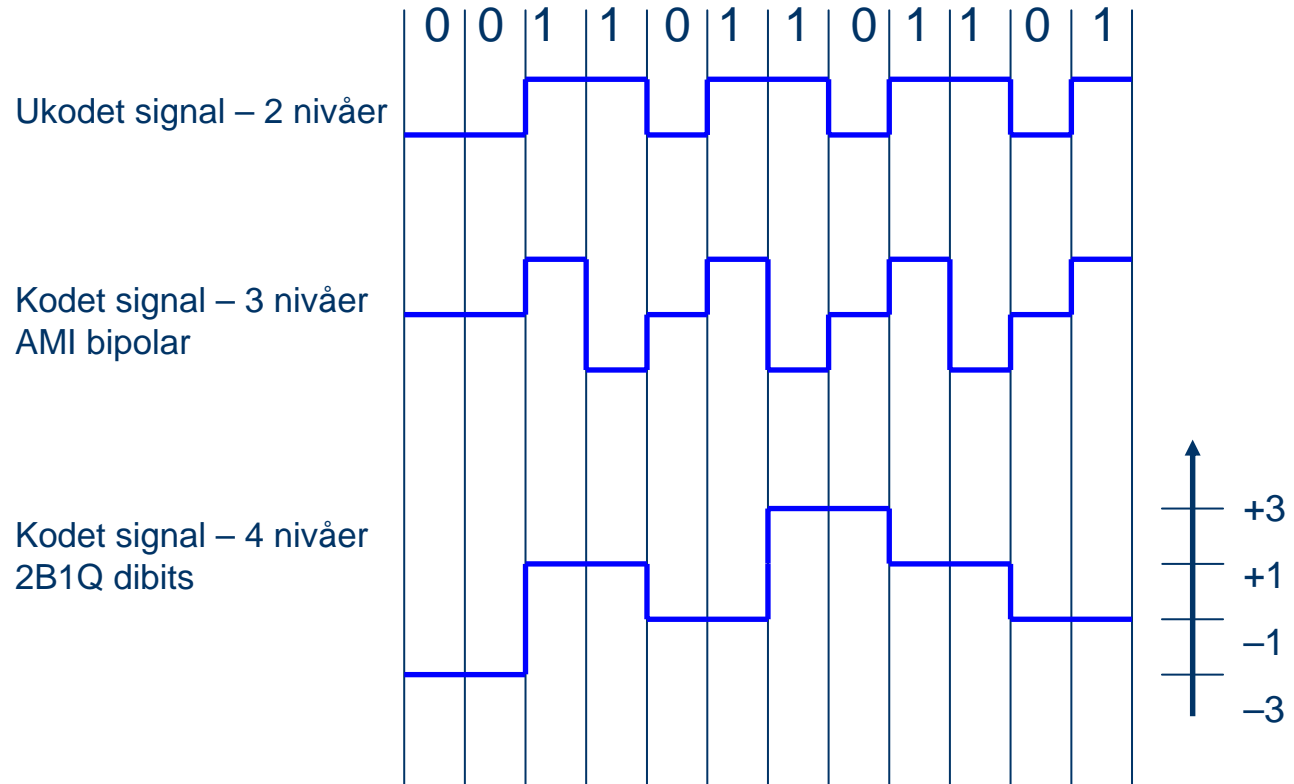 0 0 1 1 0 1 1 0 1 1 0 1
Ukodet signal – 2 nivåer
Kodet signal – 3 nivåer
AMI bipolar
Kodet signal – 4 nivåer
2B1Q dibits
+3
+1
–1
–3